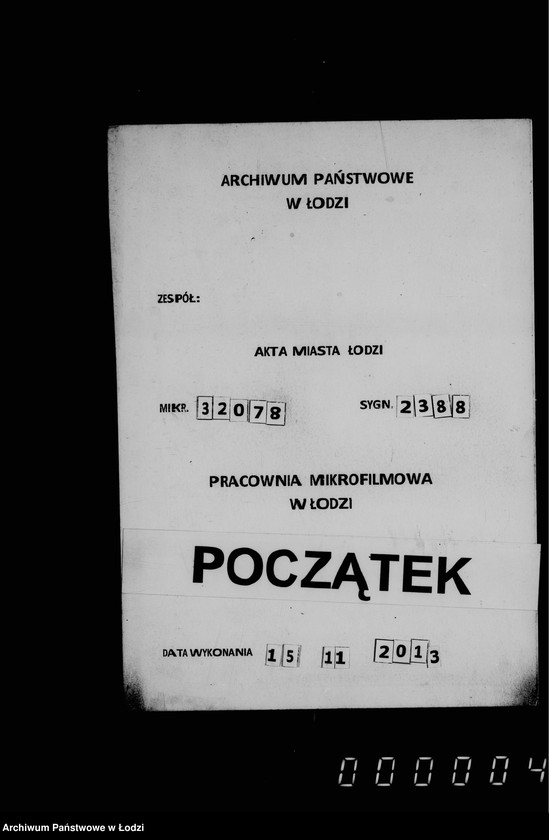 ARCHIWUM PAŃSTWOWE
W ŁODZI
ZESPÓŁ:
AKTA MIASTA ŁODZI
MIKR. 32078 SYGN. 2388
PRACOWNIA MIKROFILMOWA
W ŁODZI
POCZĄTEK
DATA WYKONANIA 15 11 2013
000004
Archiwum Państwowe w Łodzi